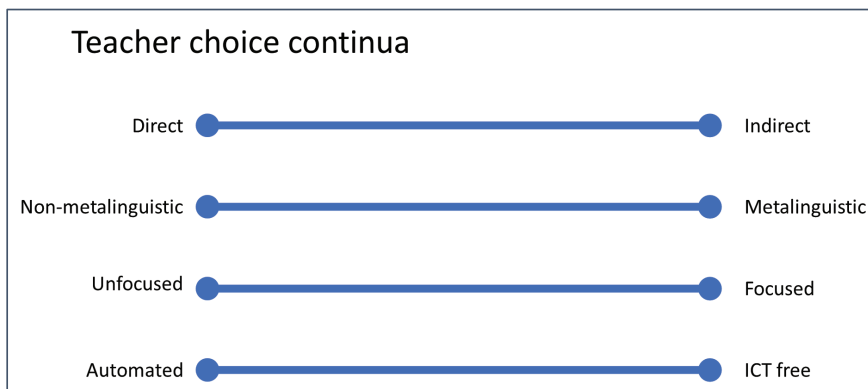 Teacher choice continua
Direct Indirect
Non-metalinguistic Metalinguistic
Unfocused Focused
Automated ICT free